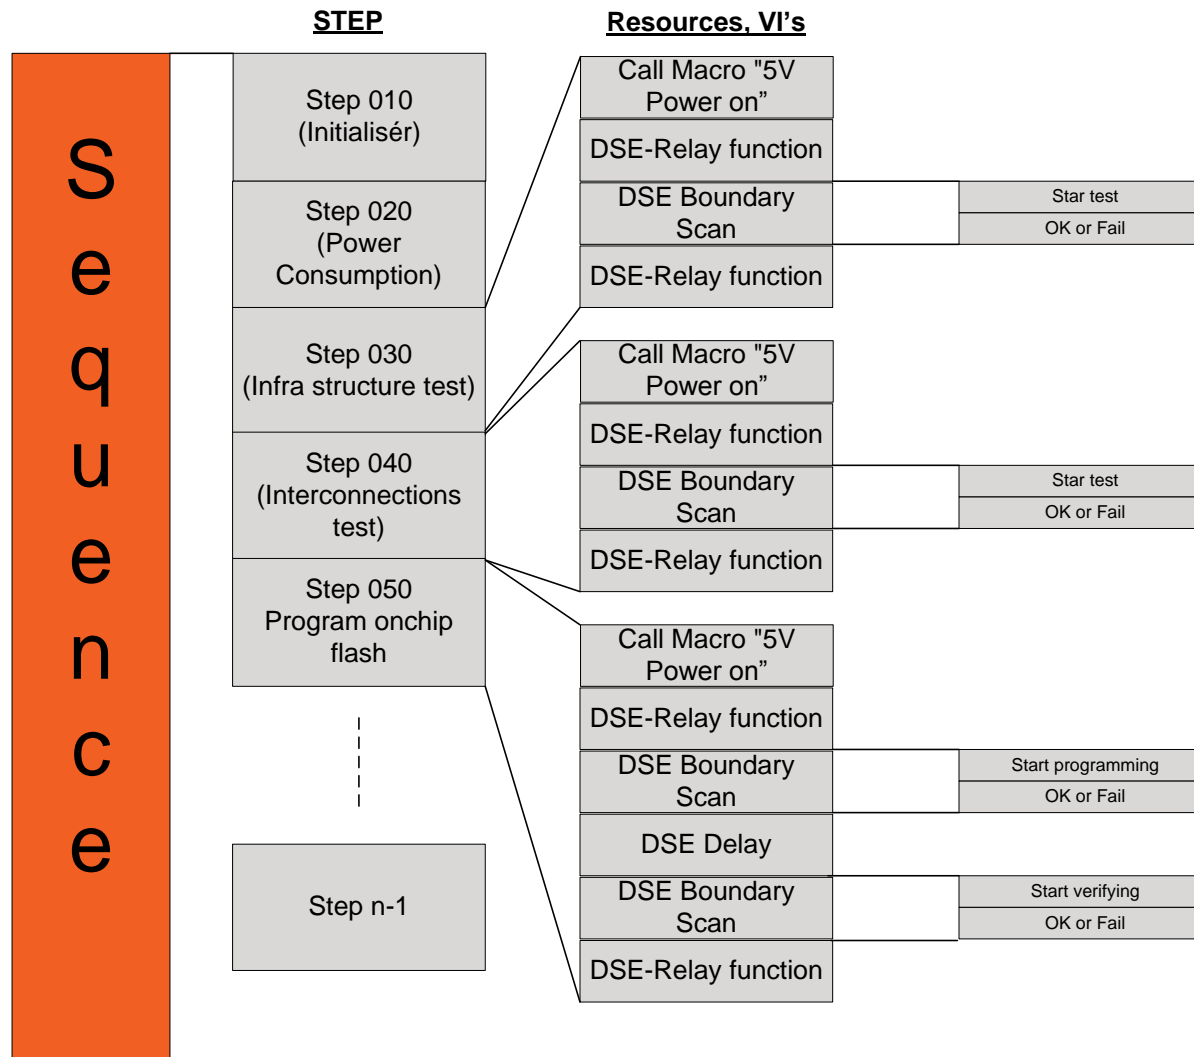 STEP
Resources, VI's
Sequence
Step 010
(Initialisér)
Step 020
(Power
Consumption)
Step 030
(Infra structure test)
Step 040
(Interconnections
test)
Step 050
Program onchip
flash
Step n-1
Call Macro "5V
Power on”
DSE-Relay function
DSE Boundary
Scan
DSE-Relay function
Star test
OK or Fail
Call Macro "5V
Power on”
DSE-Relay function
DSE Boundary
Scan
DSE-Relay function
Star test
OK or Fail
Call Macro "5V
Power on”
DSE-Relay function
DSE Boundary
Scan
DSE Delay
DSE Boundary
Scan
DSE-Relay function
Start programming
OK or Fail
Start verifying
OK or Fail